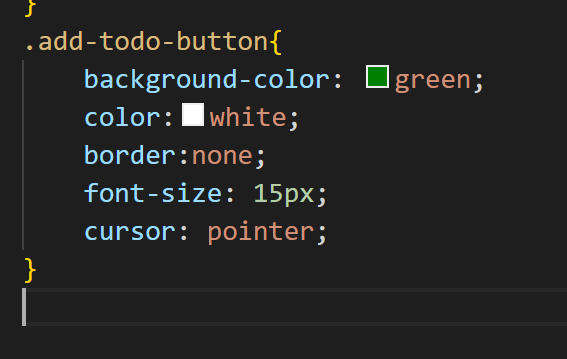 }
.add-todo-button{
    background-color: green;
    color:white;
    border:none;
    font-size: 15px;
    cursor: pointer;
}